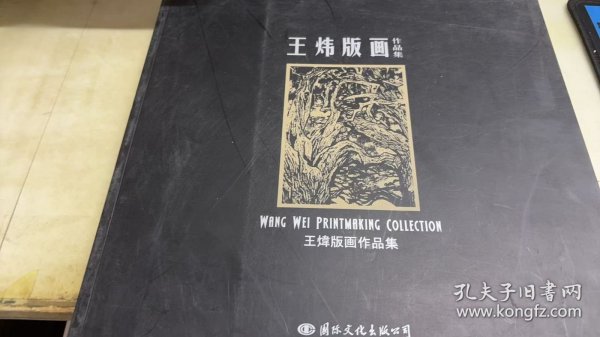 王炜版画作品集
WANG WEI PRINTMAKING COLLECTION
王煒版画作品集
国际文化出版公司
孔夫子旧书网
www.kongfz.com